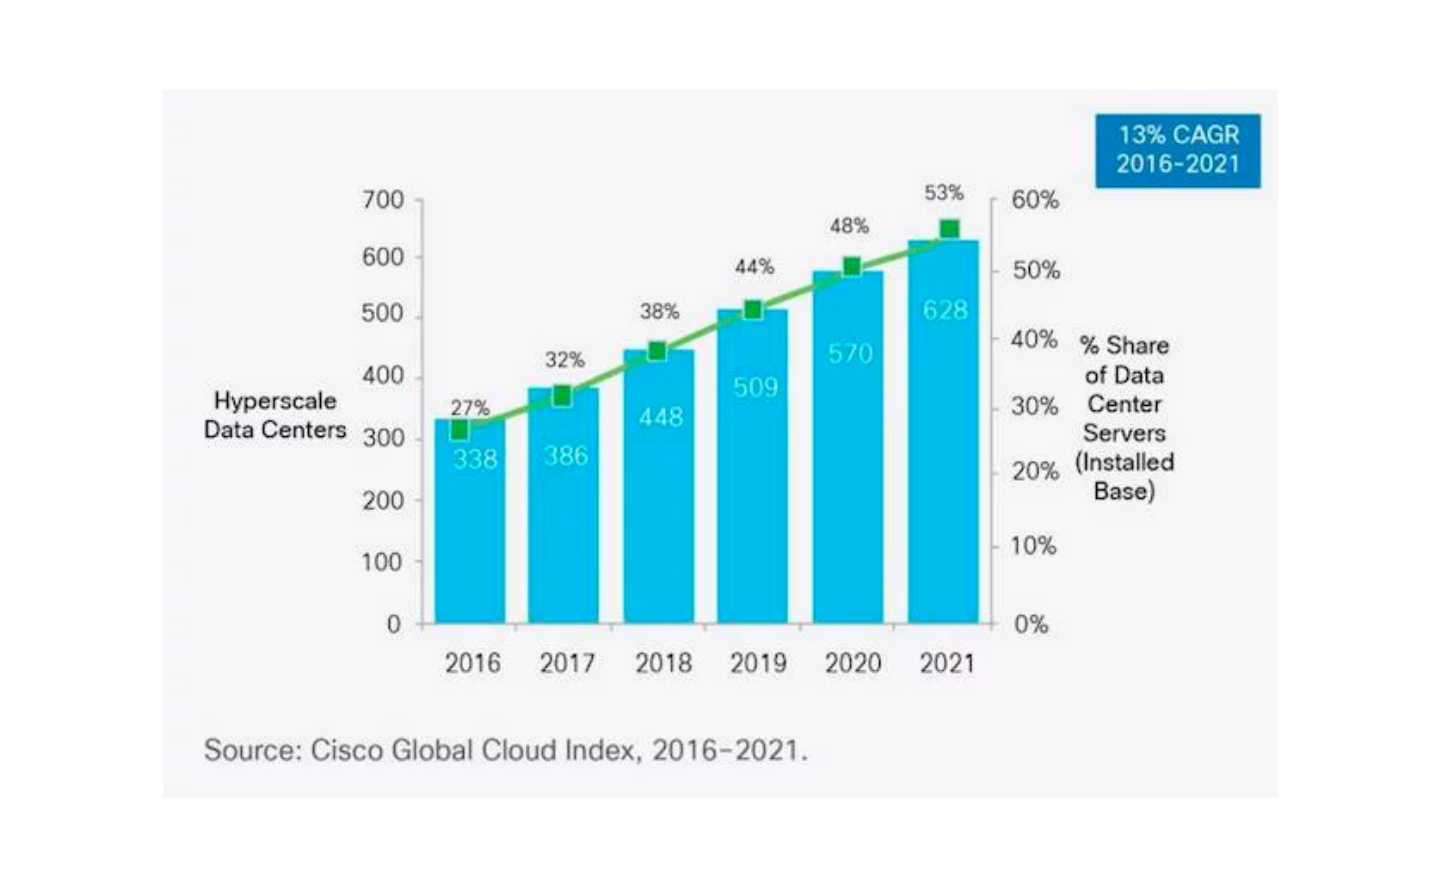 13% CAGR
2016-2021
700
600
500
400
300
200
100
0
Hyperscale
Data Centers
27%
32%
38%
44%
48%
53%
338
386
448
509
570
628
60%
50%
40%
30%
20%
10%
0%
% Share
of Data
Center
Servers
(Installed
Base)
2016 2017 2018 2019 2020 2021
Source: Cisco Global Cloud Index, 2016-2021.